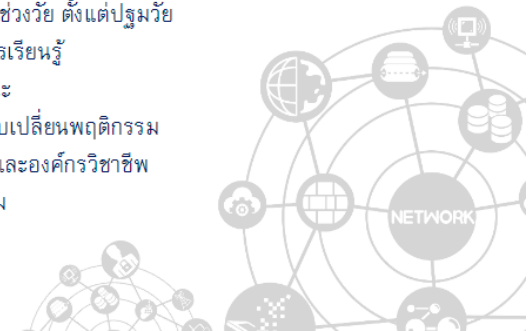 ช่วงวัย ตั้งแต่ปฐมวัย
รเรียนรู้
ะ
บเปลี่ยนพฤติกรรม
และองค์กรวิชาชีพ
ม
NETWORK